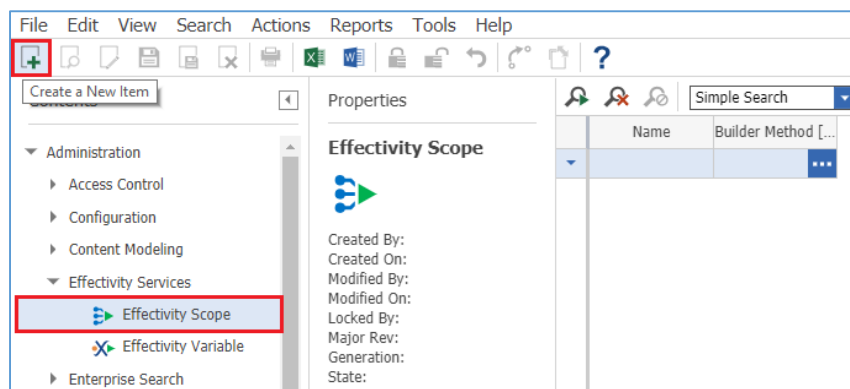 File Edit View Search Actions Reports Tools Help
Create a New Item
Properties
Simple Search
Name Builder Method [...
Administration
Access Control
Configuration
Content Modeling
Effectivity Services
Effectivity Scope
Effectivity Variable
Enterprise Search
Effectivity Scope
Created By:
Created On:
Modified By:
Modified On:
Locked By:
Major Rev:
Generation:
State: